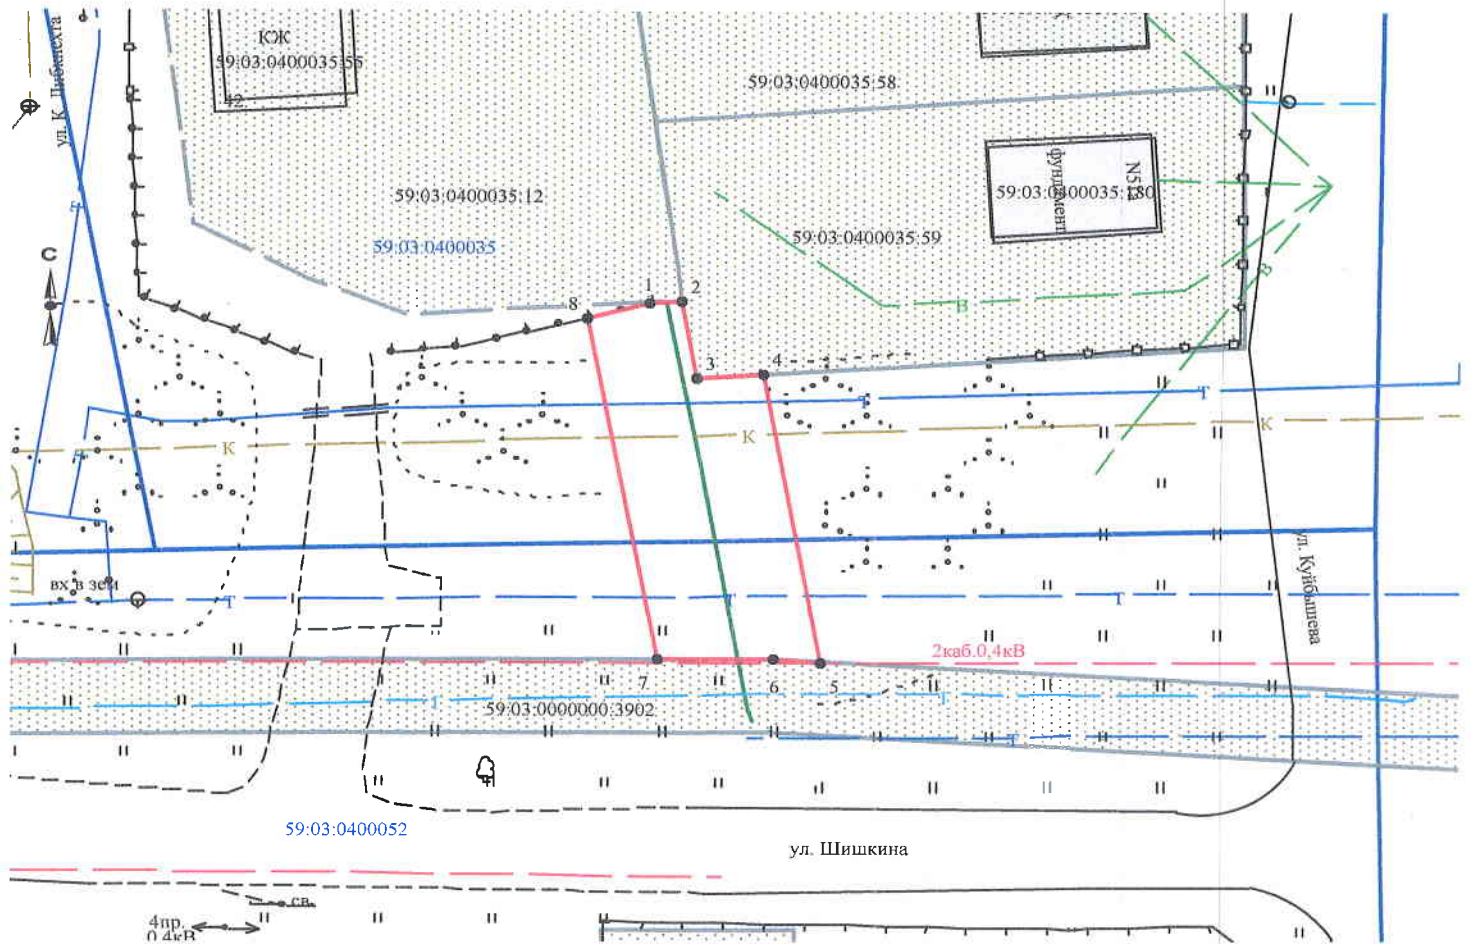 ул. К. Либкнехта
КЖ
59:03:0400035:55
12
59:03:0400035:58
фундамент
N52
59:03:0400035:180
59:03:0400035:12
59:03:0400035
59:03:0400035:59
С
Т
В
В
1
2
8
3
4
Т
Т
К
К
К
вх в зем
Т
Т
Т
ул. Куйбышева
2каб.0,4кВ
7
6
5
Т
Т
59:03:0000000:3902
Т
59:03:0400052
ул. Шишкина
св.
4пр.
0,4кВ